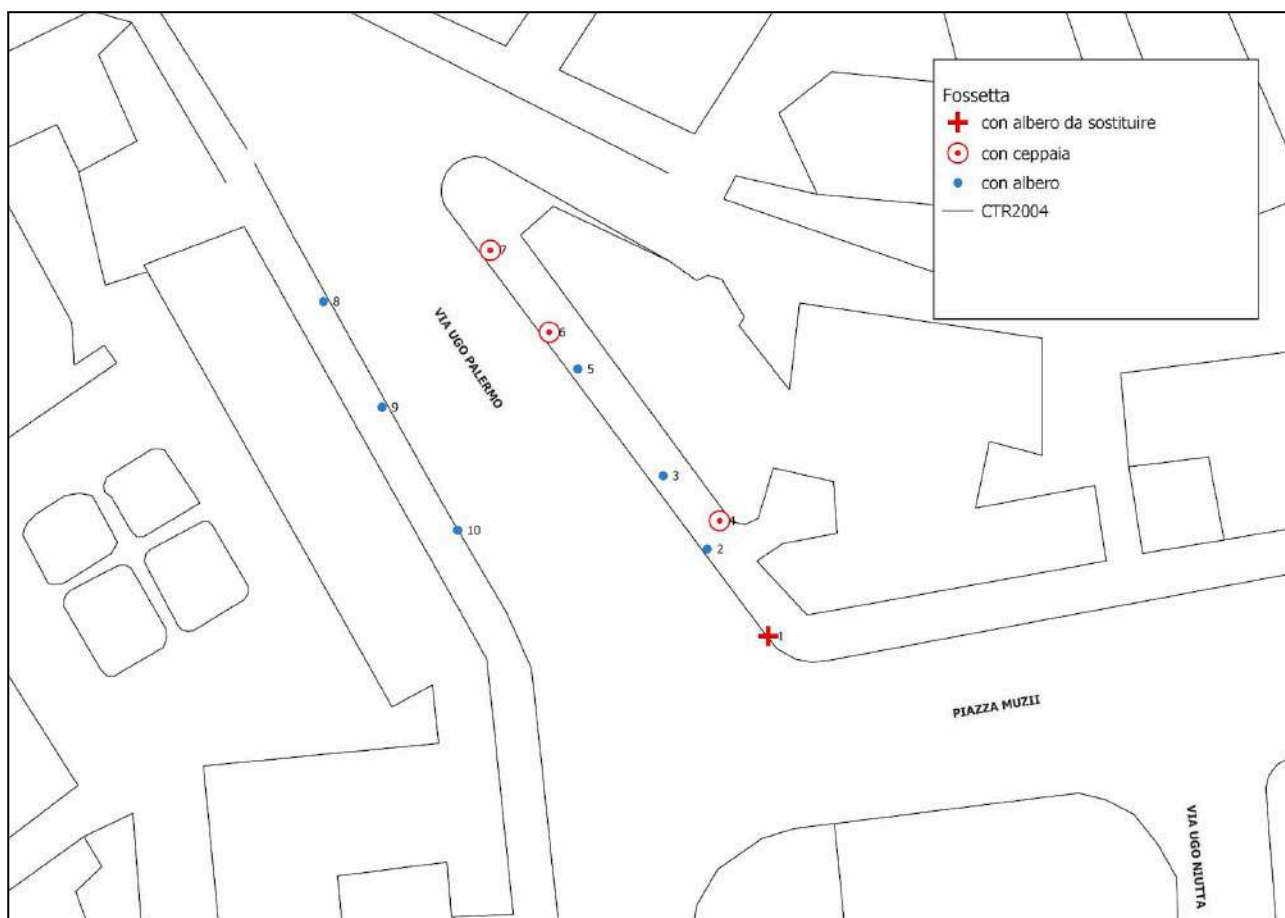 Fossetta
con albero da sostituire
con ceppaia
con albero
CTR2004
7
8
6
VIA UGO PALERMO
5
9
3
4
10
2
1
PIAZZA MUZII
VIA UGO NIUTTA